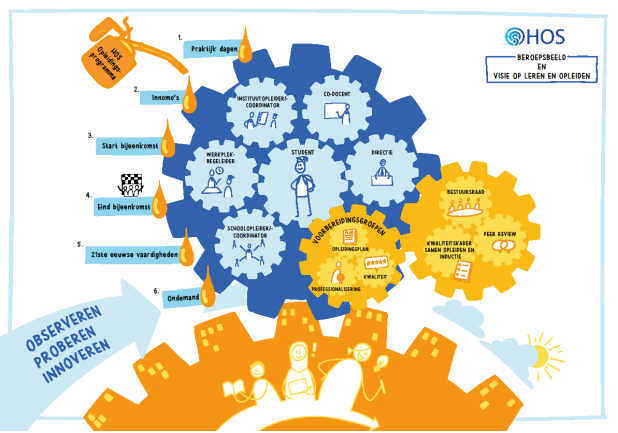 HOS
BEROEPSBEELD
EN
VISIE OP LEREN EN OPLEIDEN
HOS
Opleidings-
programma
1.
Praktijk dagen
2.
Innomo's
3.
Start bijeenkomst
4.
Eind bijeenkomst
5.
21ste eeuwse vaardigheden
6.
Ondemand
INSTITUUTOPLEIDER/-
COORDINATOR
CO-DOCENT
WERKPLEK-
BEGELEIDER
STUDENT
DIRECTIE
SCHOOLOPLEIDER/-
COORDINATOR
VOORBEREIDINGSGROEPEN
OPLEIDINGSPLAN
KWALITEIT
PROFESSIONALISERING
BESTUURSRAAD
PEER REVIEW
KWALITEITSKADER
SAMEN OPLEIDEN EN
INDUCTIE
OBSERVEREN
PROBEREN
INNOVEREN